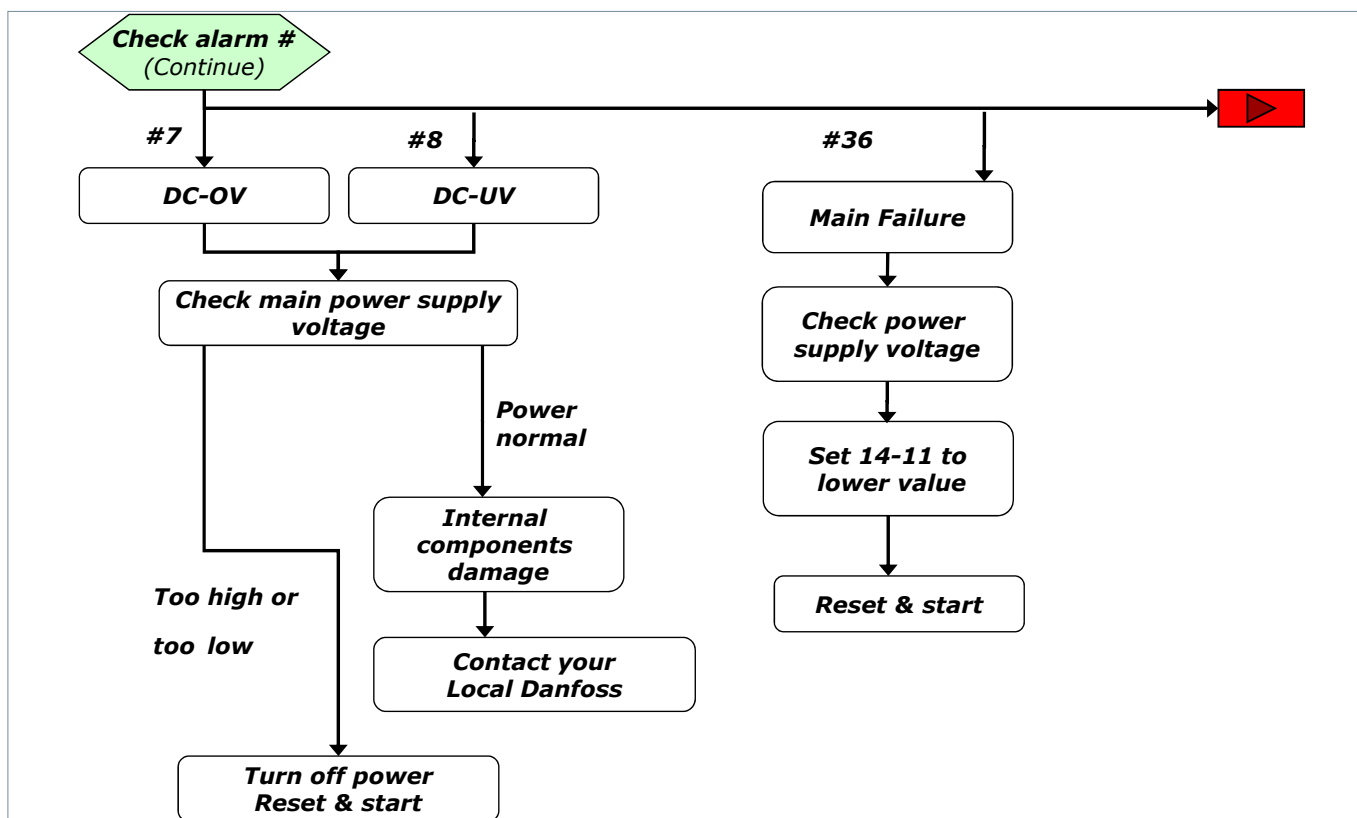 Check alarm #
(Continue)
#7
#8
#36
DC-OV
DC-UV
Main Failure
Check main power supply
voltage
Check power
supply voltage
Power
normal
Set 14-11 to
lower value
Internal
components
damage
Too high or
too low
Reset & start
Contact your
Local Danfoss
Turn off power
Reset & start